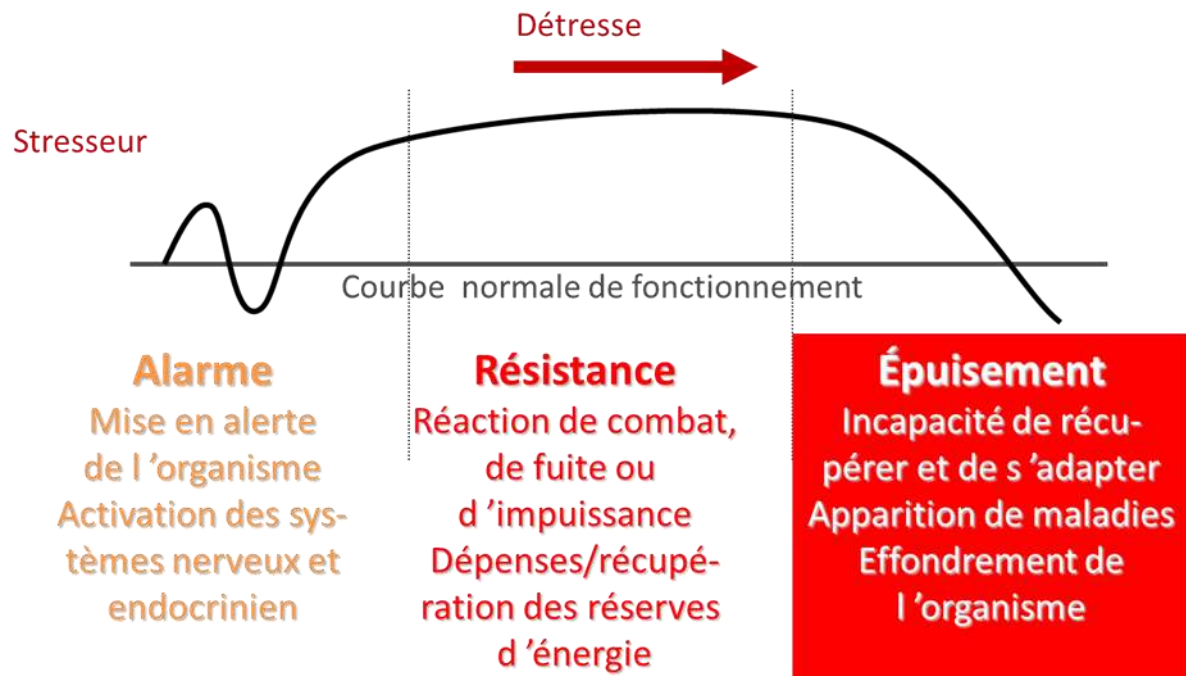 Détresse
Stresseur
Courbe normale de fonctionnement
Alarme
Mise en alerte
de l ’organisme
Activation des sys-
tèmes nerveux et
endocrinien
Résistance
Réaction de combat,
de fuite ou
d ’impuissance
Dépenses/récupé-
ration des réserves
d ’énergie
Épuisement
Incapacité de récu-
pérer et de s ’adapter
Apparition de maladies
Effondrement de
l ’organisme